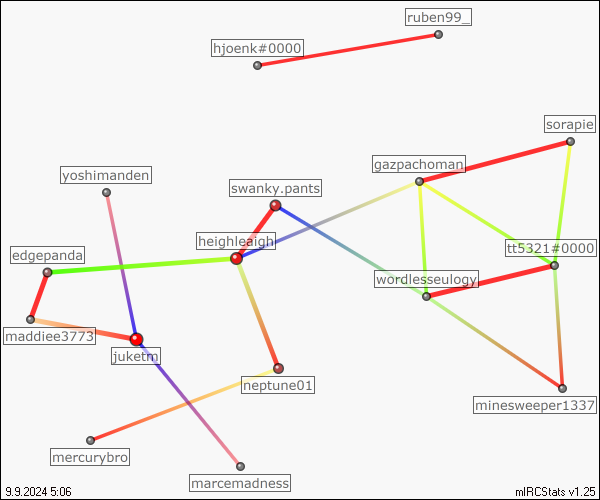 ruben99_
hjoenk#0000
sorapie
gazpachoman
yoshimanden
swanky.pants
heighleaigh
tt5321#0000
edgepanda
wordlesseulogy
maddiee3773
juketm
neptune01
minesweeper1337
mercurybro
marcemadness
9.9.2024 5:06
mIRCStats v1.25